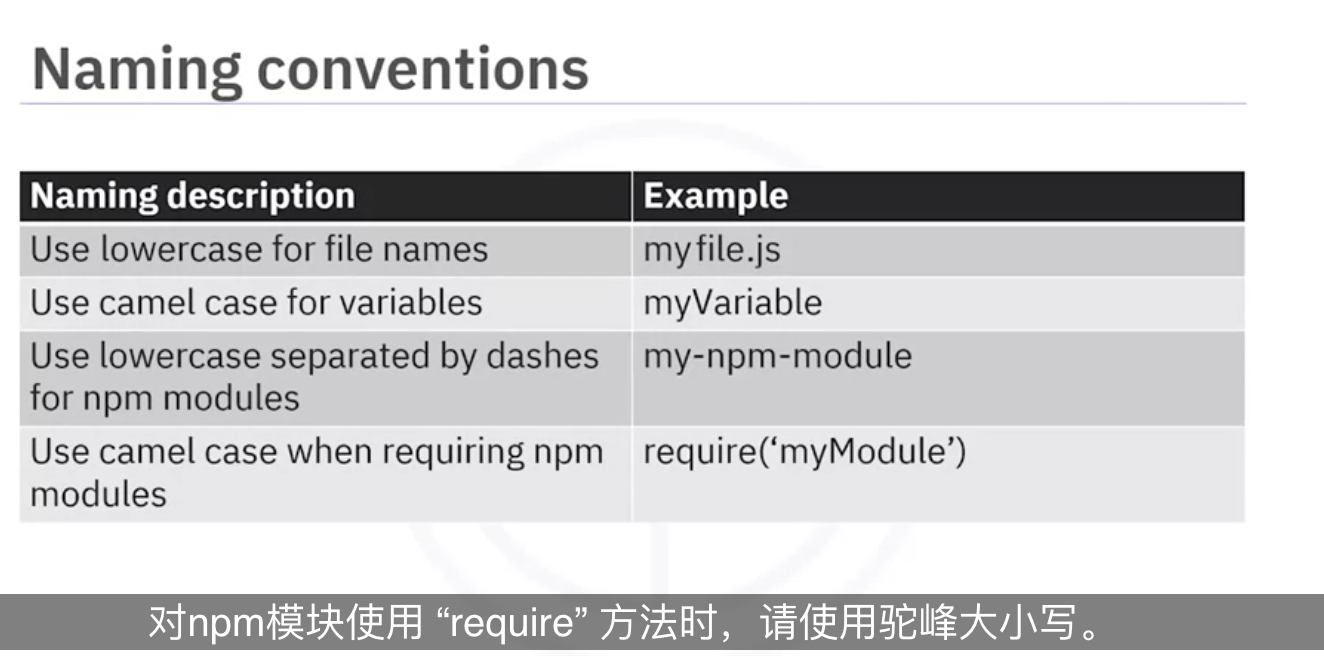 Naming conventions
Naming description
Example
Use lowercase for file names
myfile.js
Use camel case for variables
myVariable
Use lowercase separated by dashes
for npm modules
my-npm-module
Use camel case when requiring npm
modules
require(‘myModule’)
对npm模块使用 “require” 方法时，请使用驼峰大小写。